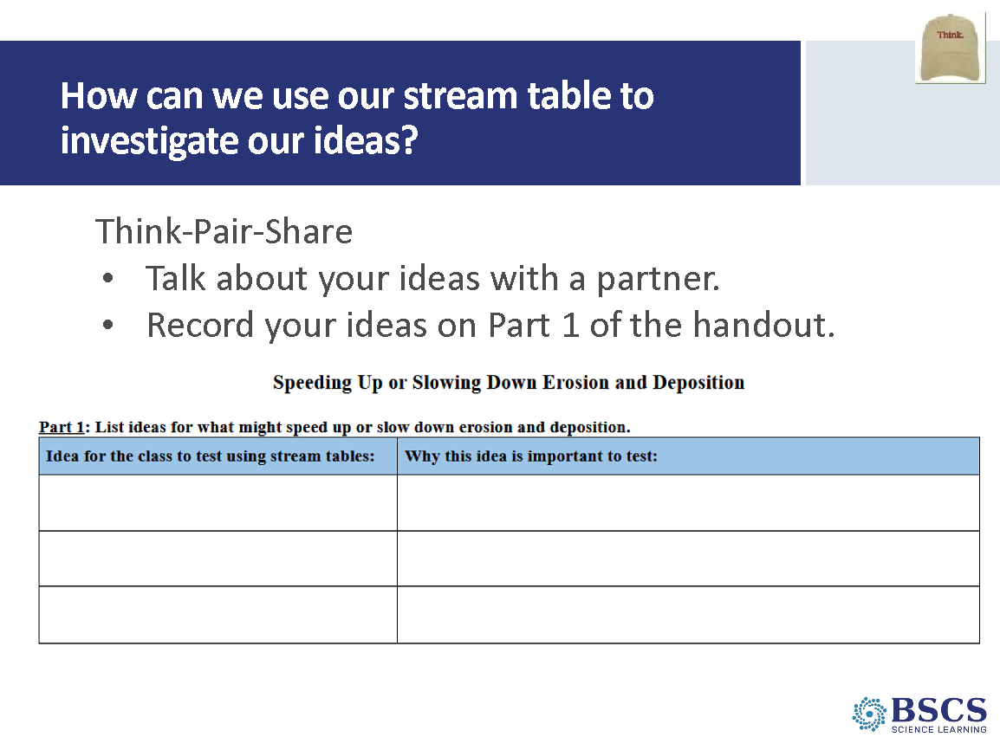 Think.
How can we use our stream table to
investigate our ideas?
Think-Pair-Share
• Talk about your ideas with a partner.
• Record your ideas on Part 1 of the handout.
Speeding Up or Slowing Down Erosion and Deposition
Part 1: List ideas for what might speed up or slow down erosion and deposition.
Idea for the class to test using stream tables: Why this idea is important to test:
BSCS
SCIENCE LEARNING